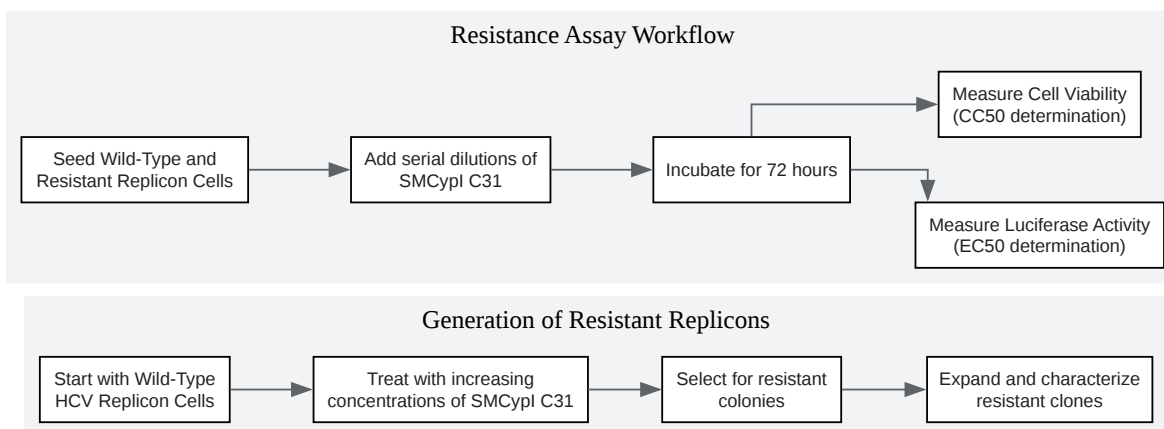 Resistance Assay Workflow
Seed Wild-Type and
Resistant Replicon Cells
Add serial dilutions of
SMCypI C31
Incubate for 72 hours
Measure Cell Viability
(CC50 determination)
Measure Luciferase Activity
(EC50 determination)
Generation of Resistant Replicons
Start with Wild-Type
HCV Replicon Cells
Treat with increasing
concentrations of SMCypI C31
Select for resistant
colonies
Expand and characterize
resistant clones